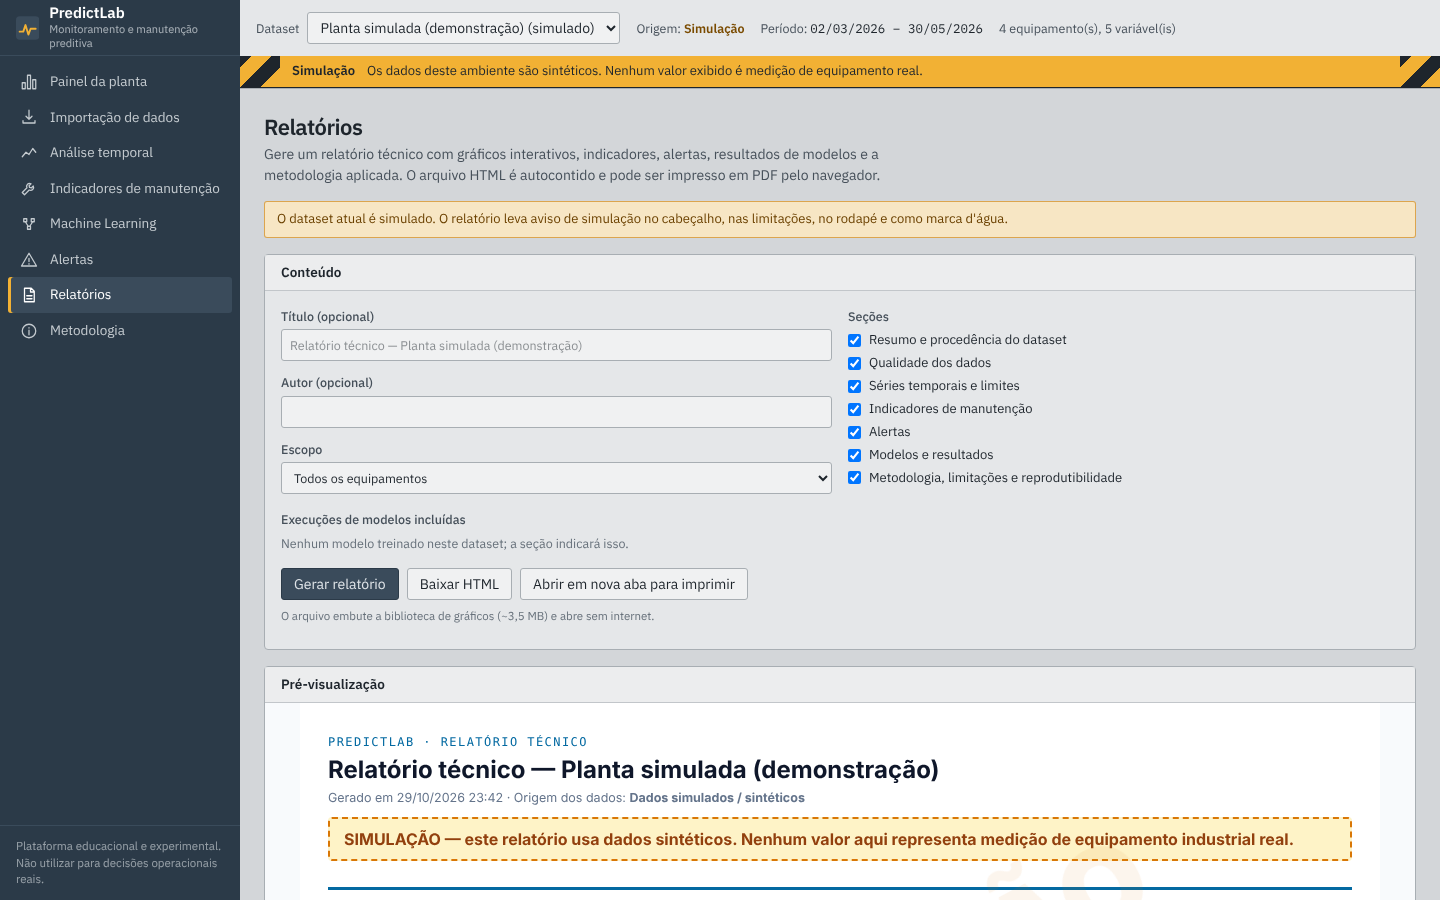 PredictLab
Monitoramento e manutenção
preditiva
Painel da planta
Importação de dados
Análise temporal
Indicadores de manutenção
Machine Learning
Alertas
Relatórios
Metodologia
Plataforma educacional e experimental.
Não utilizar para decisões operacionais
reais.
Dataset Planta simulada (demonstração) (simulado) Origem: Simulação Período: 02/03/2026 – 30/05/2026 4 equipamento(s), 5 variável(is)
Simulação Os dados deste ambiente são sintéticos. Nenhum valor exibido é medição de equipamento real.
Relatórios
Gere um relatório técnico com gráficos interativos, indicadores, alertas, resultados de modelos e a
metodologia aplicada. O arquivo HTML é autocontido e pode ser impresso em PDF pelo navegador.
O dataset atual é simulado. O relatório leva aviso de simulação no cabeçalho, nas limitações, no rodapé e como marca d'água.
Conteúdo
Título (opcional)
Relatório técnico — Planta simulada (demonstração)
Autor (opcional)
Escopo
Todos os equipamentos
Seções
Resumo e procedência do dataset
Qualidade dos dados
Séries temporais e limites
Indicadores de manutenção
Alertas
Modelos e resultados
Metodologia, limitações e reprodutibilidade
Execuções de modelos incluídas
Nenhum modelo treinado neste dataset; a seção indicará isso.
Gerar relatório Baixar HTML Abrir em nova aba para imprimir
O arquivo embute a biblioteca de gráficos (~3,5 MB) e abre sem internet.
Pré-visualização
PREDICTLAB · RELATÓRIO TÉCNICO
Relatório técnico — Planta simulada (demonstração)
Gerado em 29/10/2026 23:42 · Origem dos dados: Dados simulados / sintéticos
SIMULAÇÃO — este relatório usa dados sintéticos. Nenhum valor aqui representa medição de equipamento industrial real.